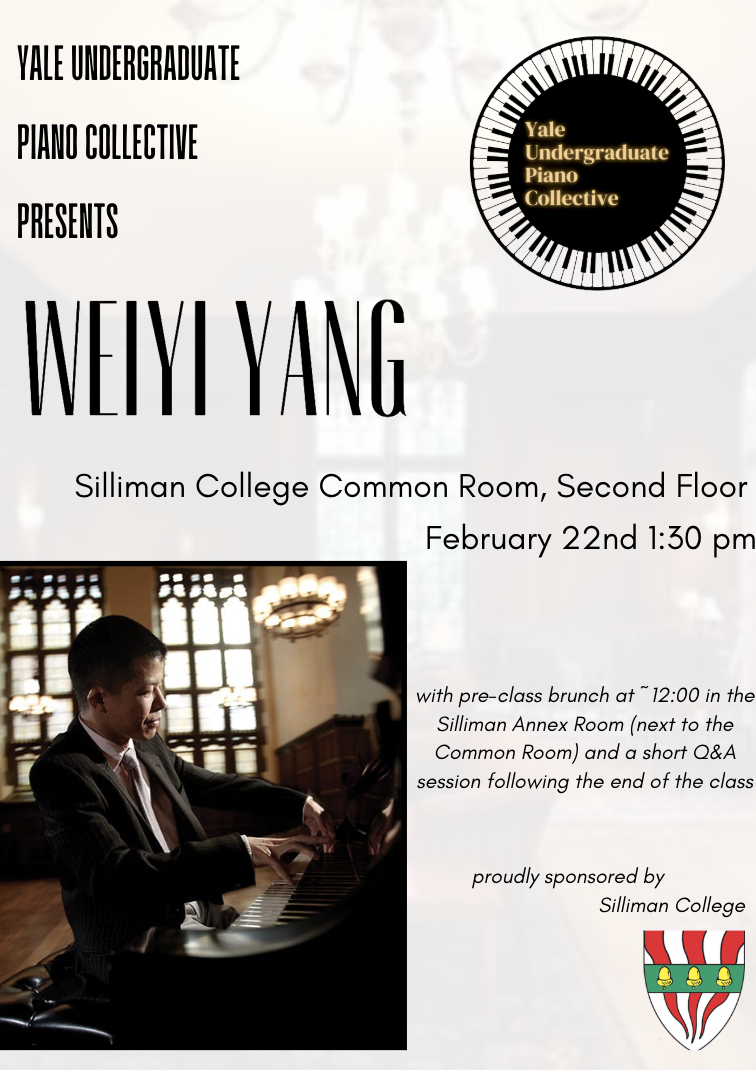 YALE UNDERGRADUATE
PIANO COLLECTIVE
PRESENTS
Yale
Undergraduate
Piano
Collective
WEIYI YANG
Silliman College Common Room, Second Floor
February 22nd 1:30 pm
with pre-class brunch at ~12:00 in the
Silliman Annex Room (next to the
Common Room) and a short Q&A
session following the end of the class
proudly sponsored by
Silliman College